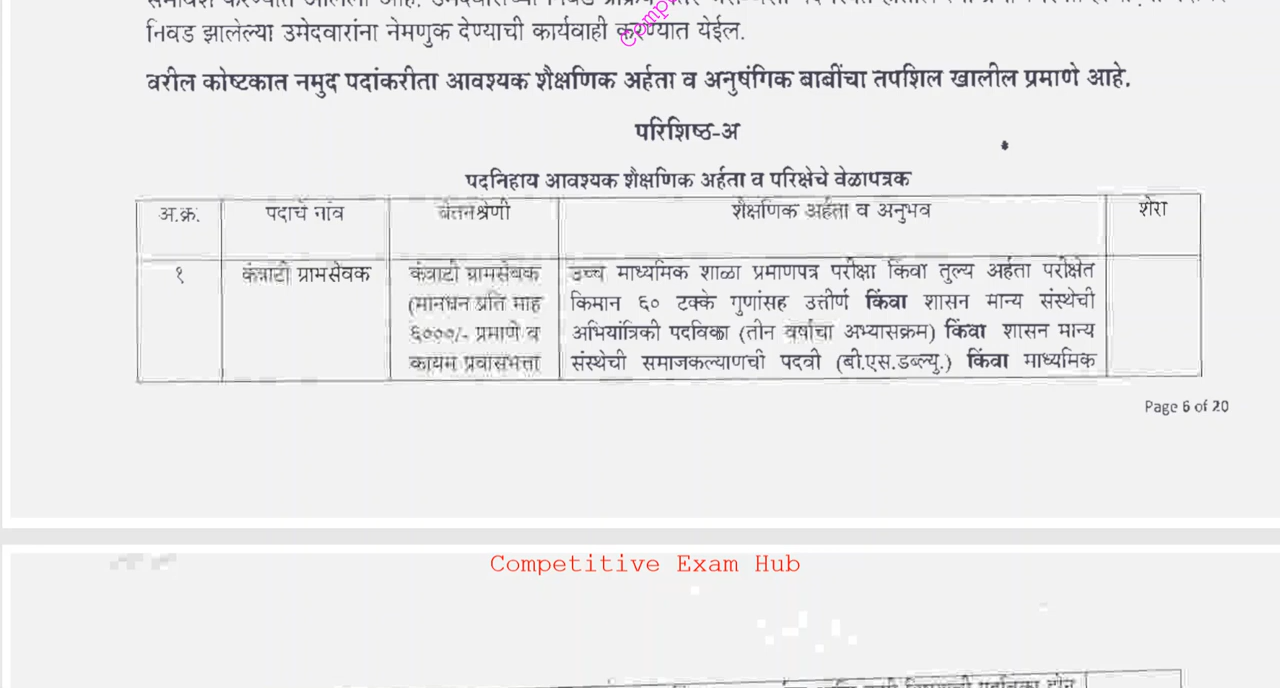 निवड झालेल्या उमेदवारांना नेमणुक देण्याची कार्यवाही करण्यात येईल.
वरील कोष्टकात नमुद पदांकरीता आवश्यक शैक्षणिक अर्हता व अनुषंगिक बाबींचा तपशिल खालील प्रमाणे आहे.
परिशिष्ठ-अ
पदनिहाय आवश्यक शैक्षणिक अर्हता व परिक्षेचे वेळापत्रक
अ.क्र. पदाचे नांव वेतनश्रेणी शैक्षणिक अर्हता व अनुभव शेरा
१ कंत्राटी ग्रामसेवक कंत्राटी ग्रामसेवक उच्च माध्यमिक शाळा प्रमाणपत्र परीक्षा किंवा तुल्य अर्हता परीक्षेत
(मानधन प्रति माह किमान ६० टक्के गुणांसह उत्तीर्ण किंवा शासन मान्य संस्थेची
६०००/- प्रमाणे व अभियांत्रिकी पदविका (तीन वर्षाचा अभ्यासक्रम) किंवा शासन मान्य
कायम प्रवासभत्ता संस्थेची समाजकल्याणची पदवी (बी.एस.डब्ल्यु.) किंवा माध्यमिक
Page 6 of 20
Competitive Exam Hub